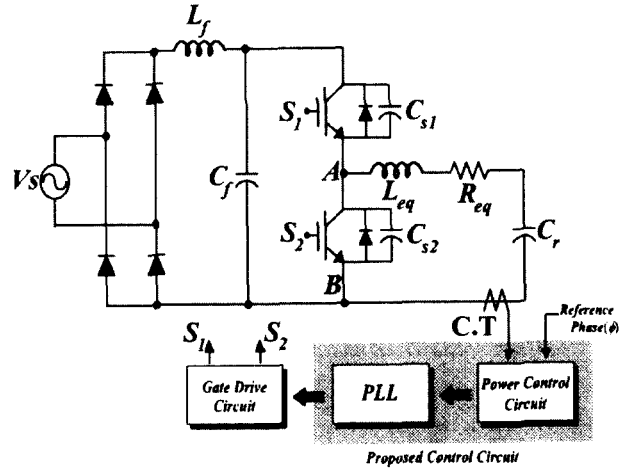 L_f
S_1
C_s1
V_s
C_f
A
L_eq
R_eq
C_r
S_2
C_s2
B
C.T
Reference
Phase(ϕ)
S_1
S_2
Gate Drive
Circuit
PLL
Power Control
Circuit
Proposed Control Circuit